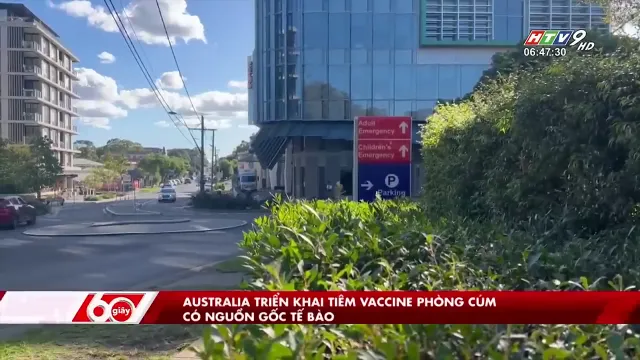 HTV9 HD
06:47:30
Adult
Emergency
Children's
Emergency
P
Parking
60 giây
AUSTRALIA TRIỂN KHAI TIÊM VACCINE PHÒNG CÚM
CÓ NGUỒN GỐC TẾ BÀO